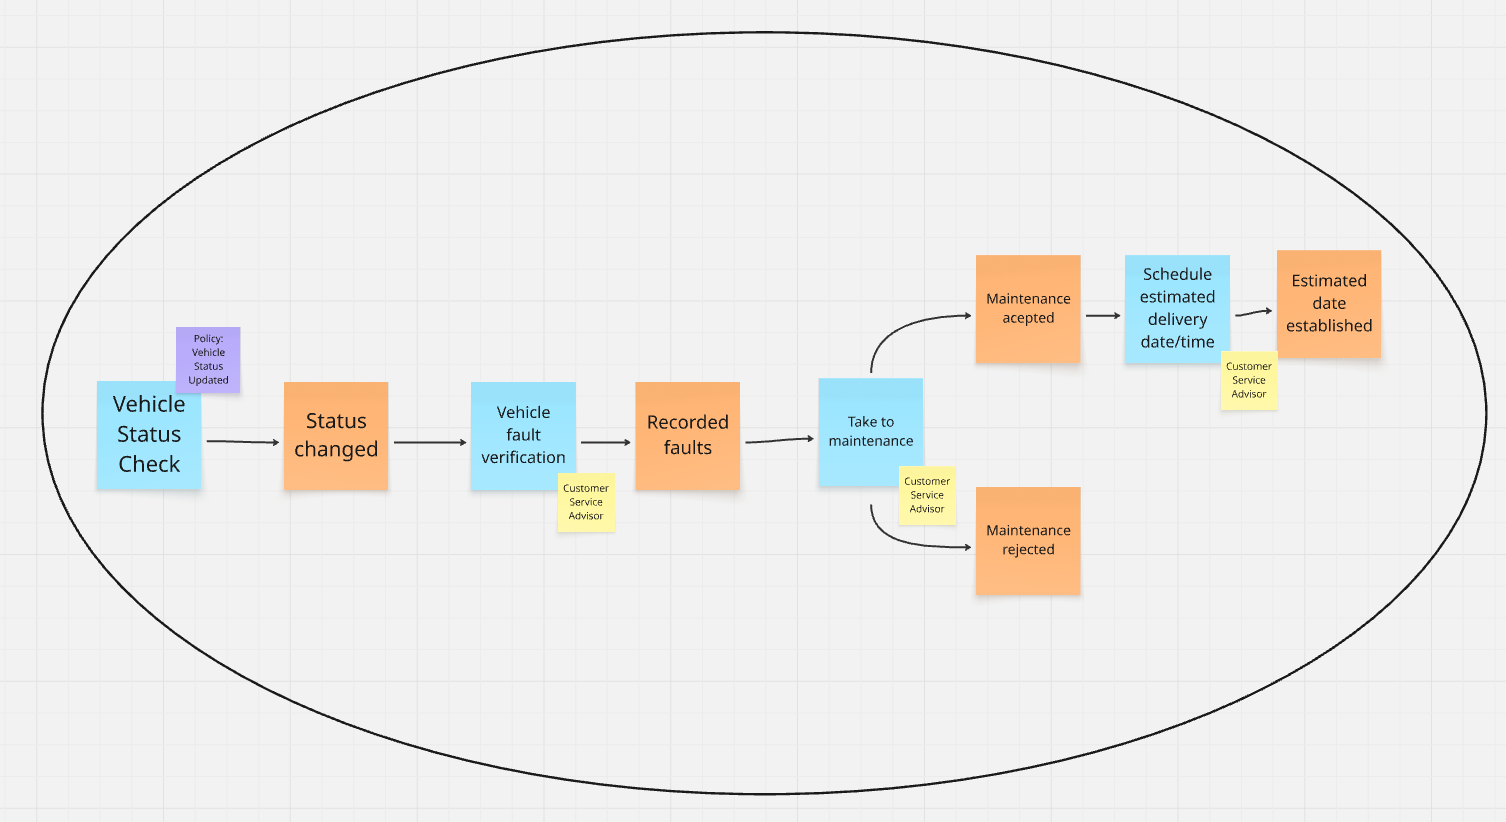 Policy:
Vehicle
Status
Updated
Vehicle
Status
Check
Status
changed
Vehicle
fault
verification
Customer
Service
Advisor
Recorded
faults
Take to
maintenance
Customer
Service
Advisor
Maintenance
acepted
Schedule
estimated
delivery
date/time
Customer
Service
Advisor
Estimated
date
established
Maintenance
rejected